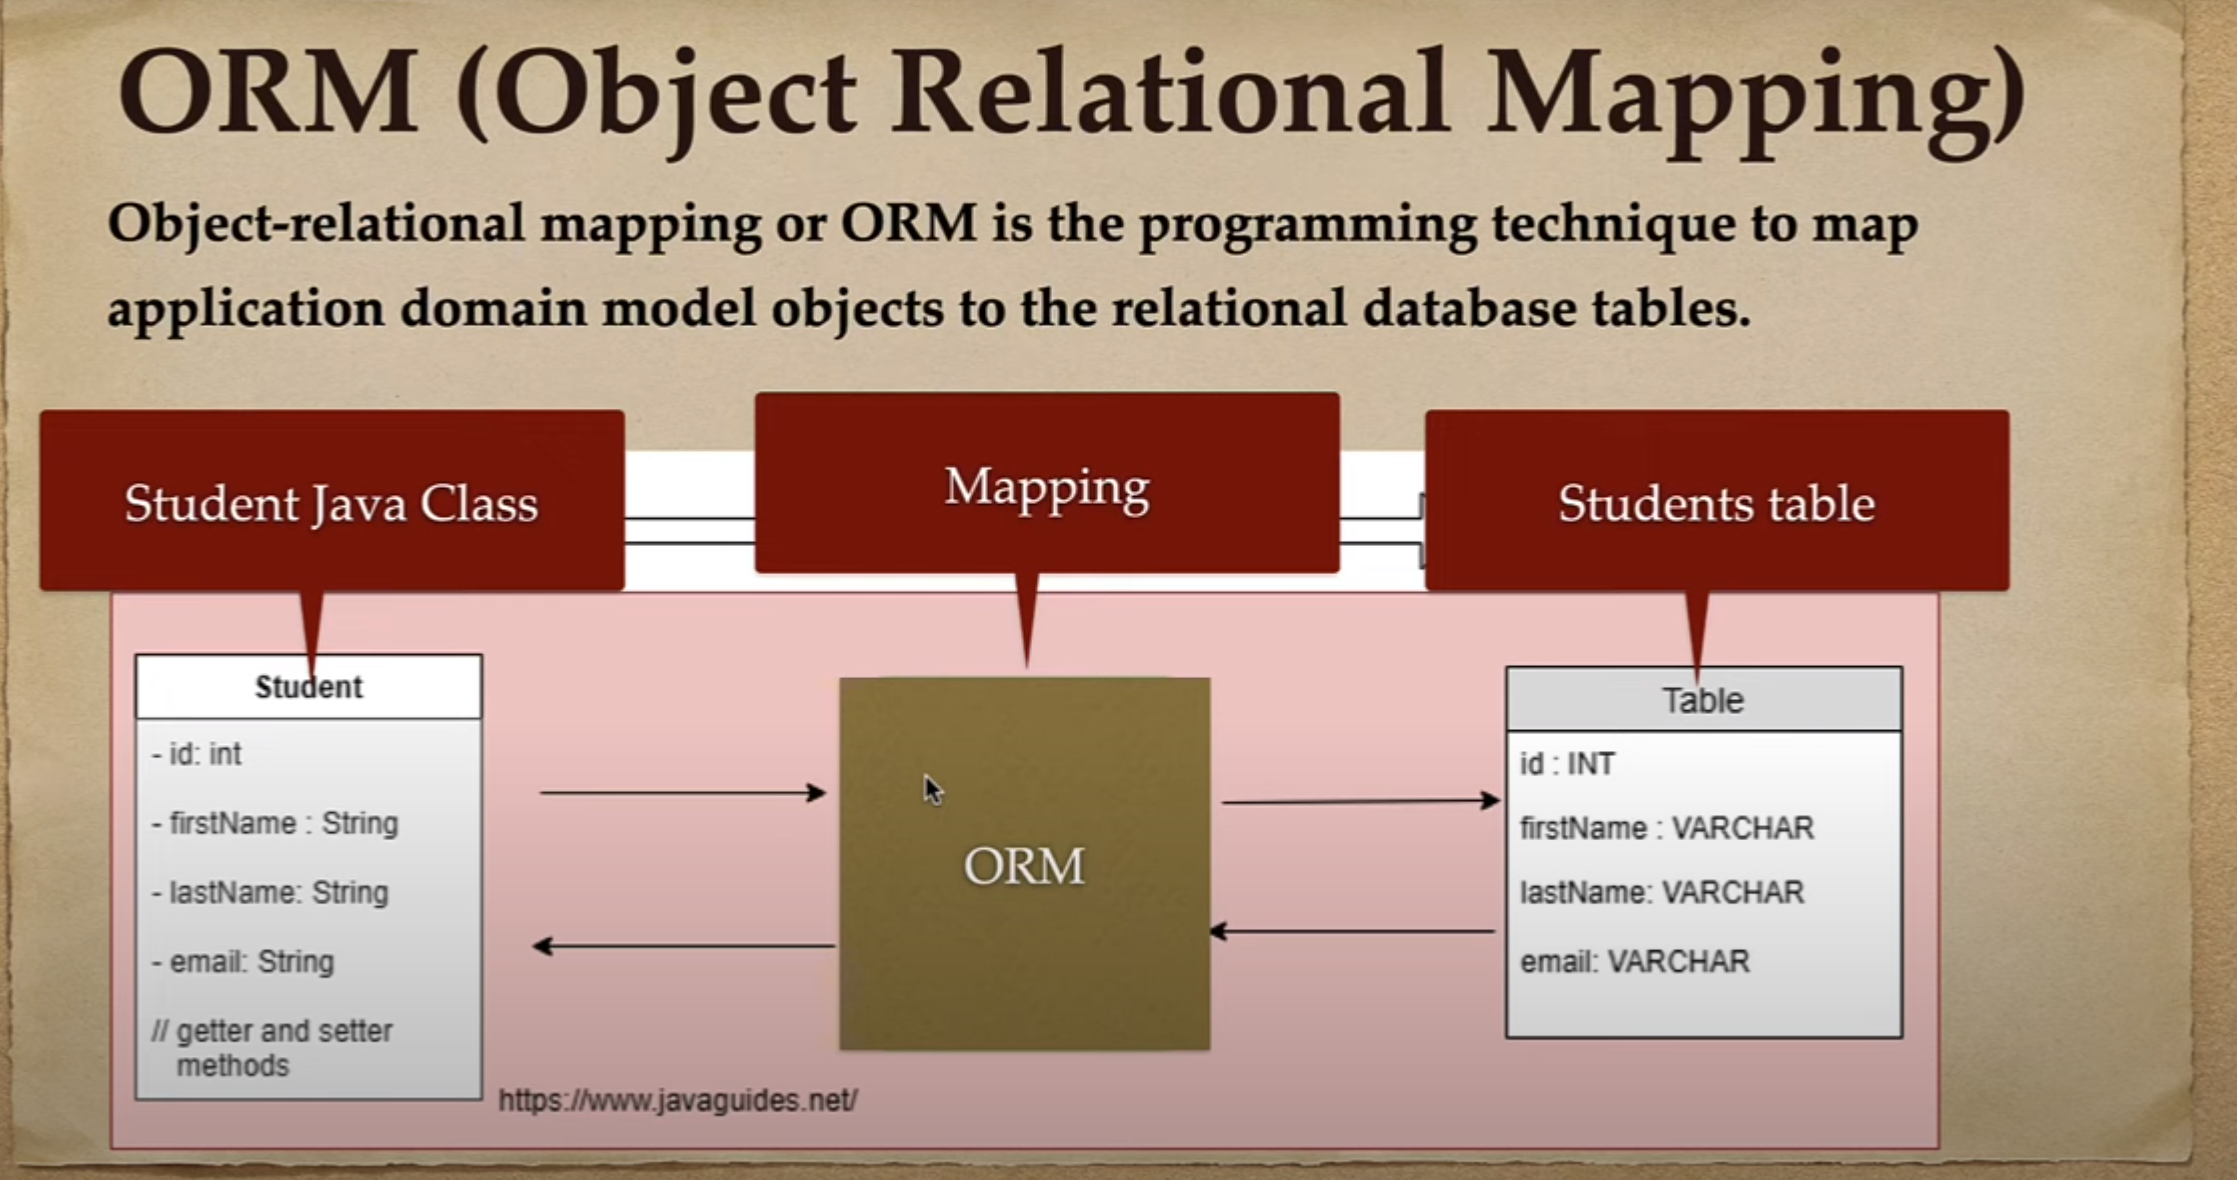 ORM (Object Relational Mapping)
Object-relational mapping or ORM is the programming technique to map
application domain model objects to the relational database tables.
Student Java Class
Mapping
Students table
Student
- id: int
- firstName : String
- lastName: String
- email: String
// getter and setter
methods
ORM
Table
id : INT
firstName : VARCHAR
lastName: VARCHAR
email: VARCHAR
https://www.javaguides.net/